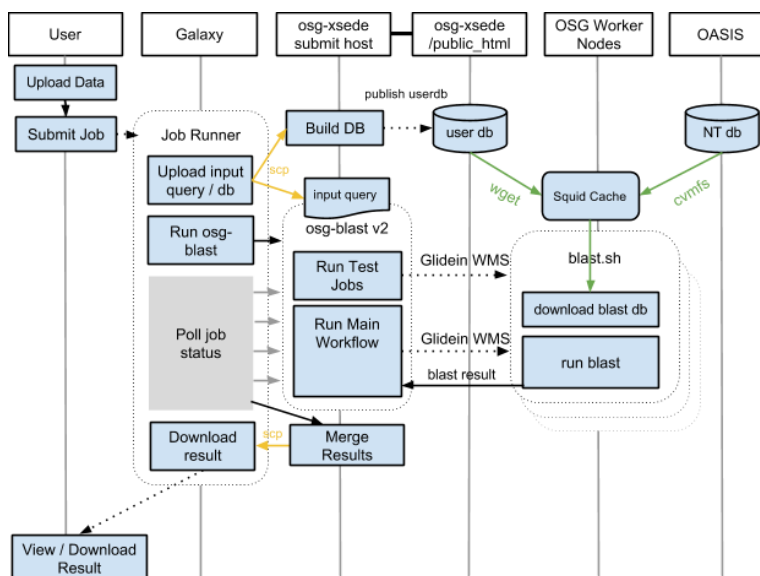 User
Galaxy
osg-xsede
submit host
osg-xsede
/public_html
OSG Worker
Nodes
OASIS
Upload Data
Submit Job
Job Runner
Build DB
publish userdb
user db
NT db
Upload input
query / db
scp
input query
wget
Squid Cache
cvmfs
Run osg-
blast
osg-blast v2
blast.sh
Run Test
Jobs
Glidein WMS
download blast db
Poll job
status
Run Main
Workflow
Glidein WMS
run blast
blast result
Download
result
scp
Merge
Results
View / Download
Result